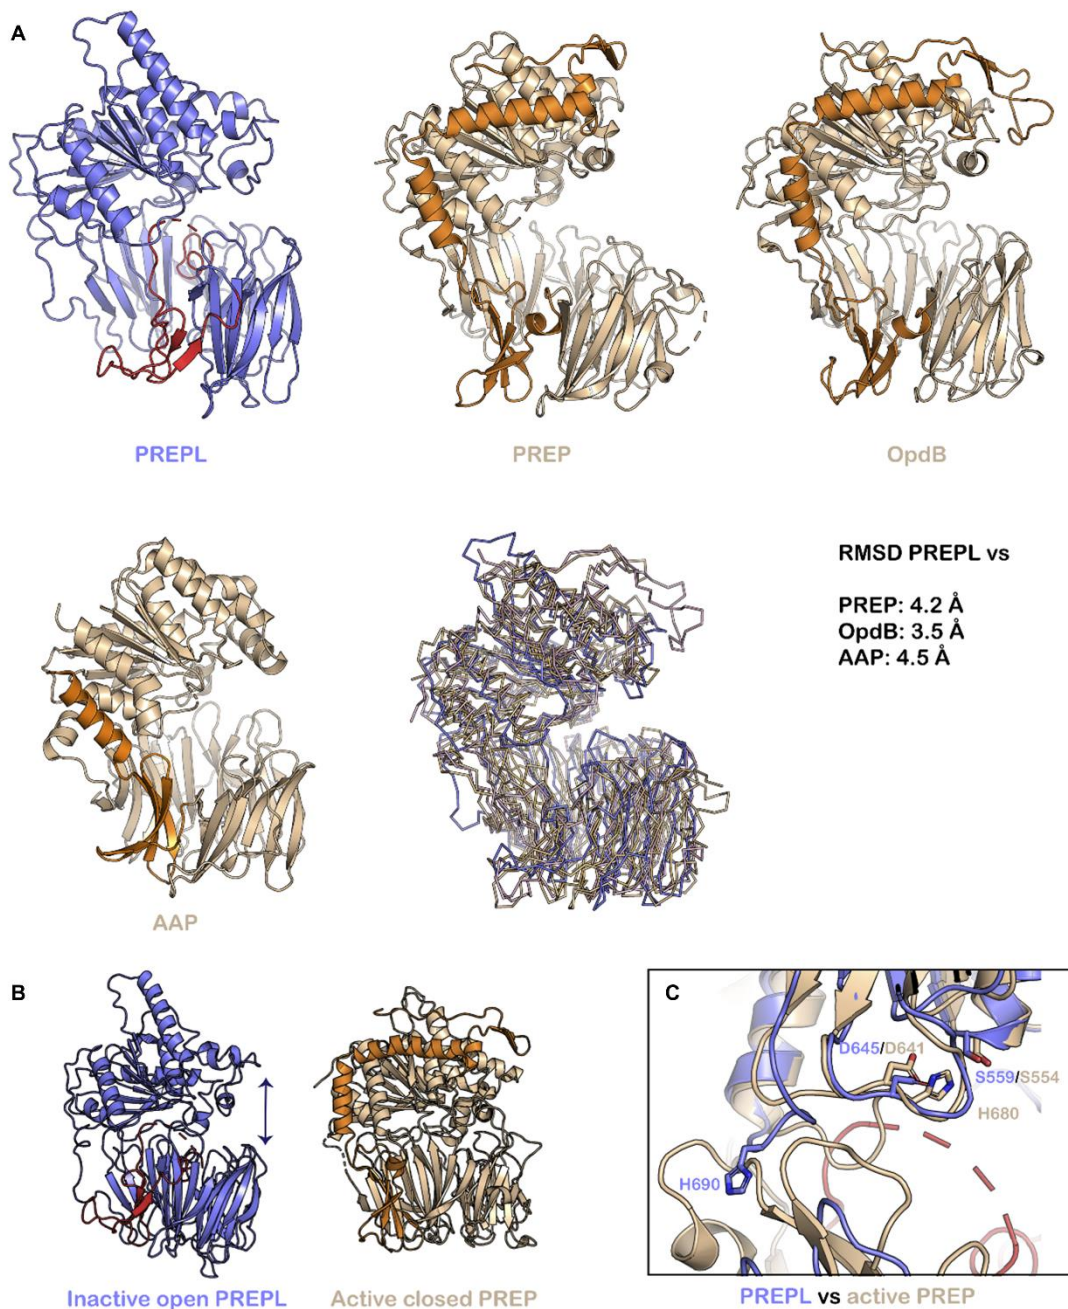 A
PREPL
PREP
OpdB
AAP
RMSD PREPL vs
PREP: 4.2 Å
OpdB: 3.5 Å
AAP: 4.5 Å
B
Inactive open PREPL
Active closed PREP
C
D645/D641
S559/S554
H680
H690
PREPL vs active PREP